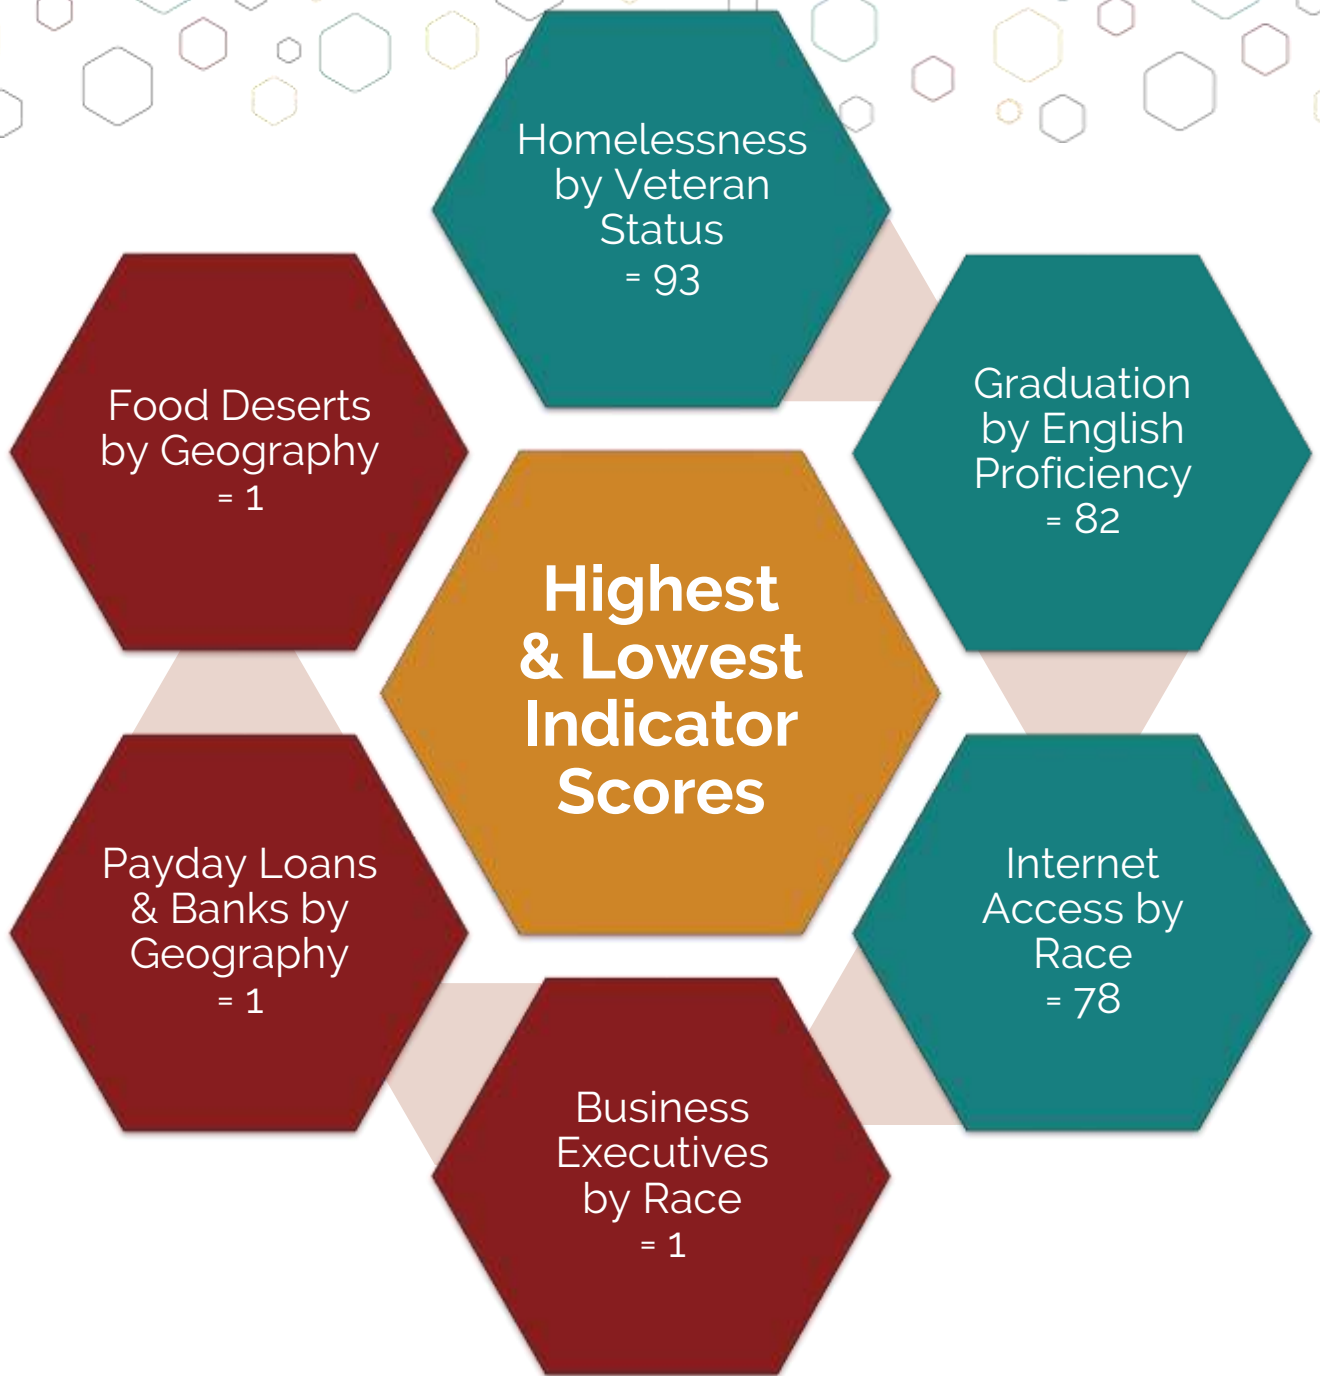 Homelessness
by Veteran
Status
= 93
Graduation
by English
Proficiency
= 82
Internet
Access by
Race
= 78
Business
Executives
by Race
= 1
Payday Loans
& Banks by
Geography
= 1
Food Deserts
by Geography
= 1
Highest
& Lowest
Indicator
Scores